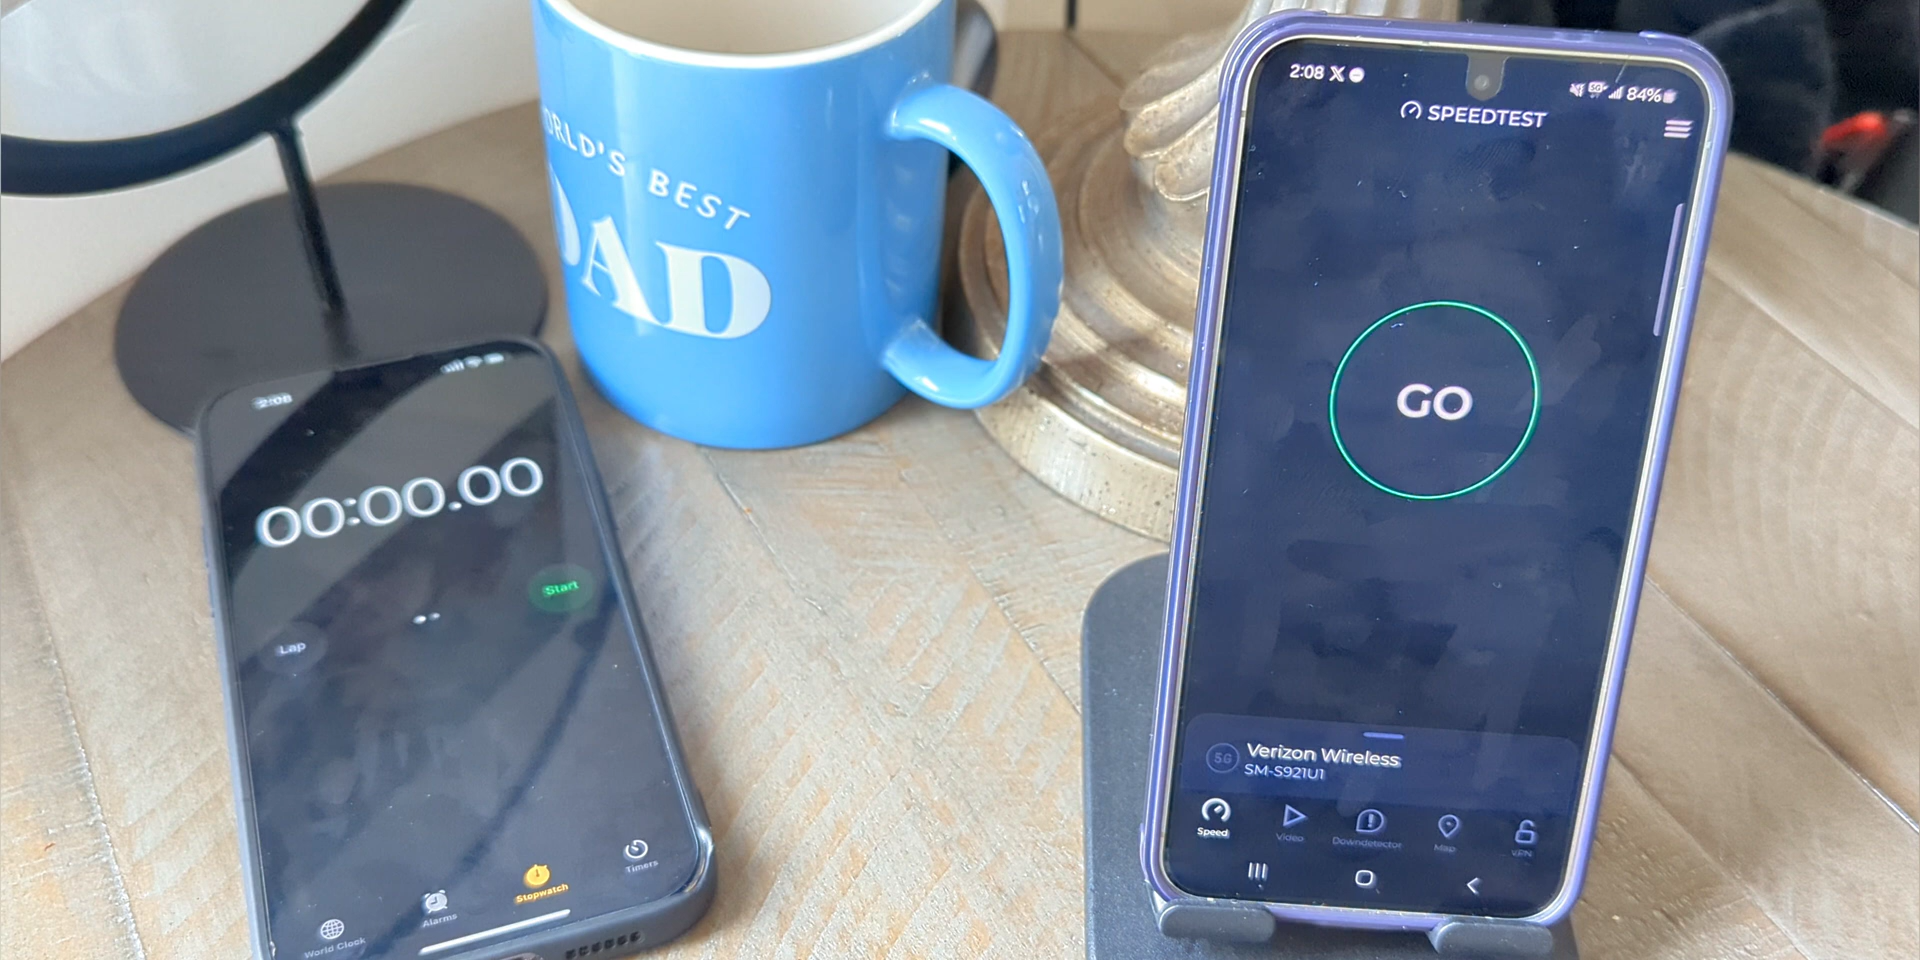 ORLD'S BEST
DAD
2:08
00:00.00
Lap
Start
World Clock
Alarms
Stopwatch
Timers
2:08 X
84%
SPEEDTEST
GO
5G
Verizon Wireless
SM-S921U1
Speed
Video
Downdetector
Map
VPN